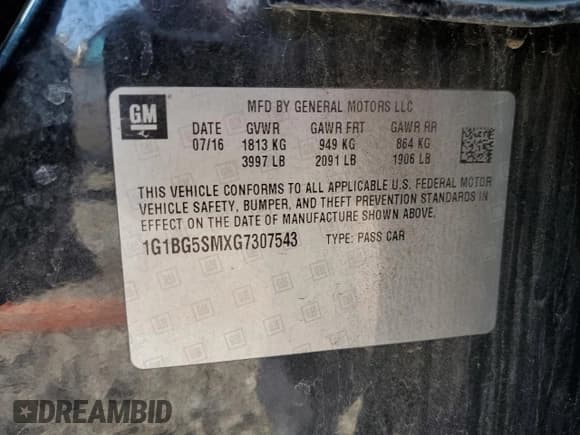 GM
MFD BY GENERAL MOTORS LLC
DATE GVWR GAWR FRT GAWR RR
07/16 1813 KG 949 KG 864 KG
3997 LB 2091 LB 1906 LB
THIS VEHICLE CONFORMS TO ALL APPLICABLE U.S. FEDERAL MOTOR
VEHICLE SAFETY, BUMPER, AND THEFT PREVENTION STANDARDS IN
EFFECT ON THE DATE OF MANUFACTURE SHOWN ABOVE.
1G1BG5SMXG7307543 TYPE: PASS CAR
DREAMBID